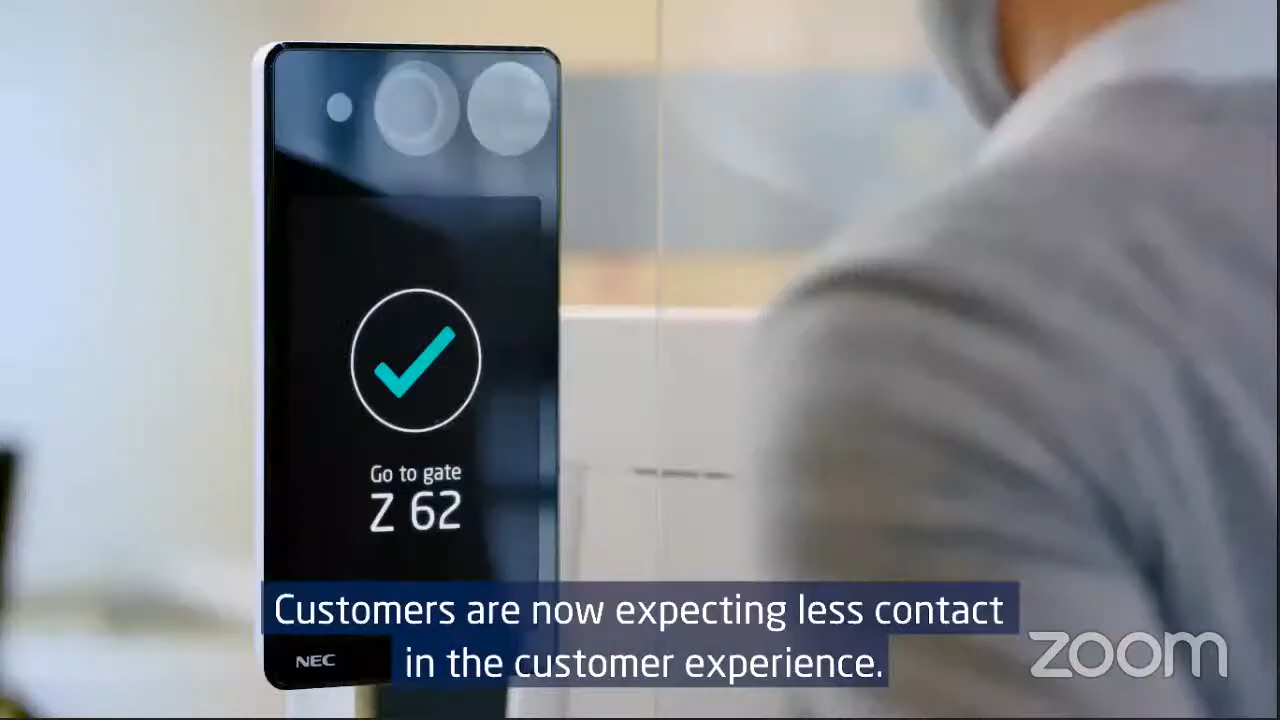 Go to gate
Z 62
Customers are now expecting less contact
in the customer experience.
NEC
zoom